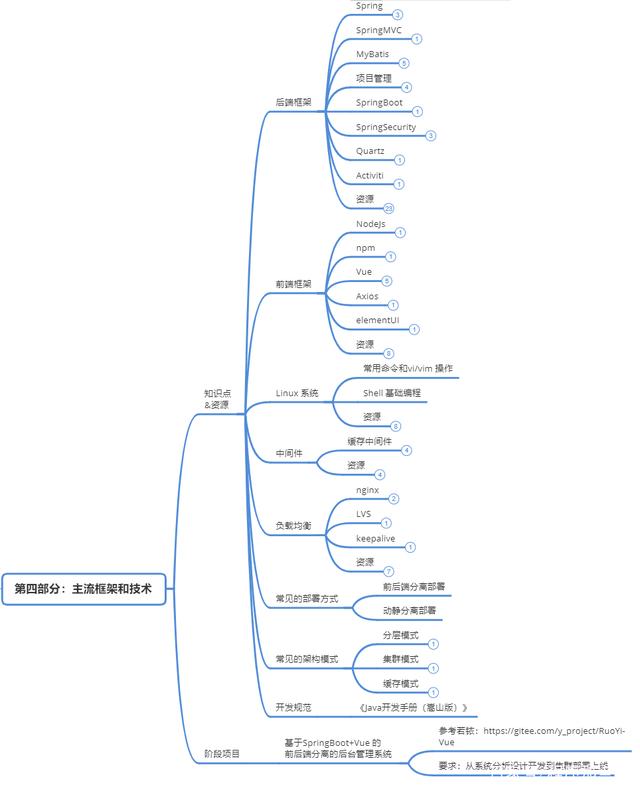 Spring
3
SpringMVC
1
MyBatis
5
项目管理
4
后端框架
SpringBoot
1
SpringSecurity
3
Quartz
1
Activiti
1
资源
23
NodeJs
1
npm
1
Vue
5
前端框架
Axios
1
elementUI
1
资源
8
知识点
&资源
常用命令和vi/vim 操作
Linux 系统
Shell 基础编程
资源
8
中间件
缓存中间件
4
资源
4
nginx
2
LVS
1
负载均衡
keepalive
1
资源
7
常见的部署方式
前后端分离部署
动静分离部署
第四部分：主流框架和技术
分层模式
1
常见的架构模式
集群模式
1
缓存模式
1
开发规范
《Java开发手册（嵩山版）》
阶段项目
基于SpringBoot+Vue 的
前后端分离的后台管理系统
参考若依：https://gitee.com/y_project/RuoYi-
Vue
要求：从系统分析设计开发到集群部署上线